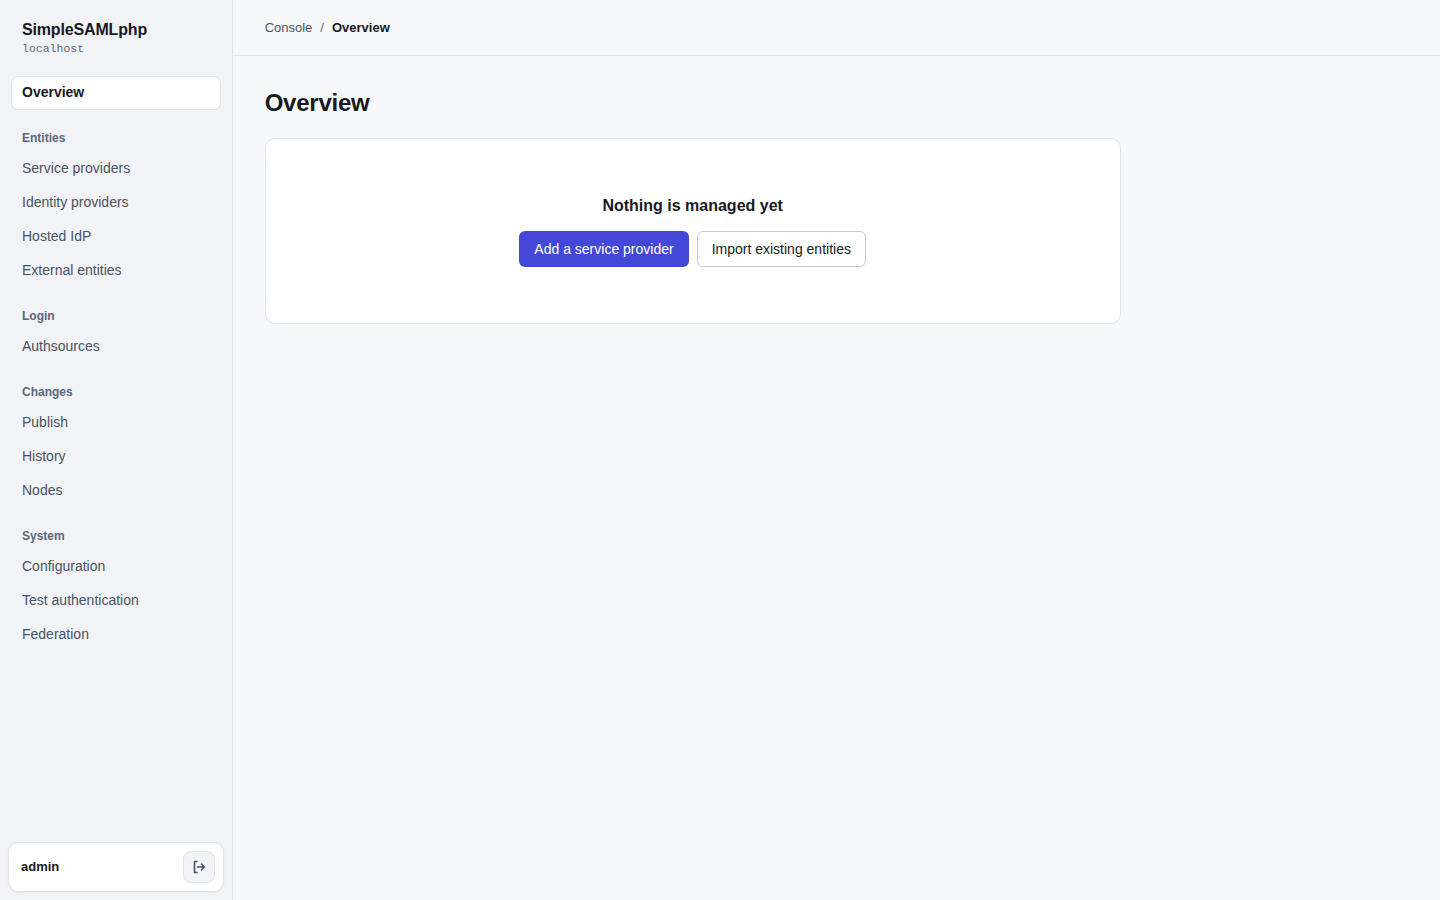 SimpleSAMLphp
localhost
Overview
Entities
Service providers
Identity providers
Hosted IdP
External entities
Login
Authsources
Changes
Publish
History
Nodes
System
Configuration
Test authentication
Federation
admin
Console / Overview
Overview
Nothing is managed yet
Add a service provider
Import existing entities